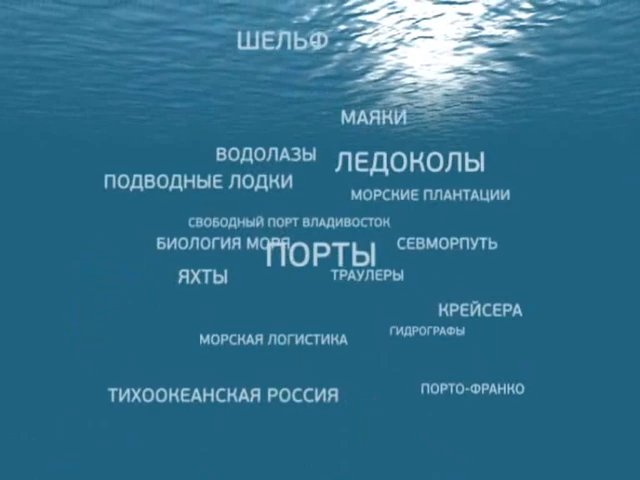 ШЕЛЬФ
МАЯКИ
ВОДОЛАЗЫ
ЛЕДОКОЛЫ
ПОДВОДНЫЕ ЛОДКИ
МОРСКИЕ ПЛАНТАЦИИ
СВОБОДНЫЙ ПОРТ ВЛАДИВОСТОК
БИОЛОГИЯ МОРЯ
СЕВМОРПУТЬ
ПОРТЫ
ЯХТЫ
ТРАУЛЕРЫ
КРЕЙСЕРА
ГИДРОГРАФЫ
МОРСКАЯ ЛОГИСТИКА
ПОРТО-ФРАНКО
ТИХООКЕАНСКАЯ РОССИЯ